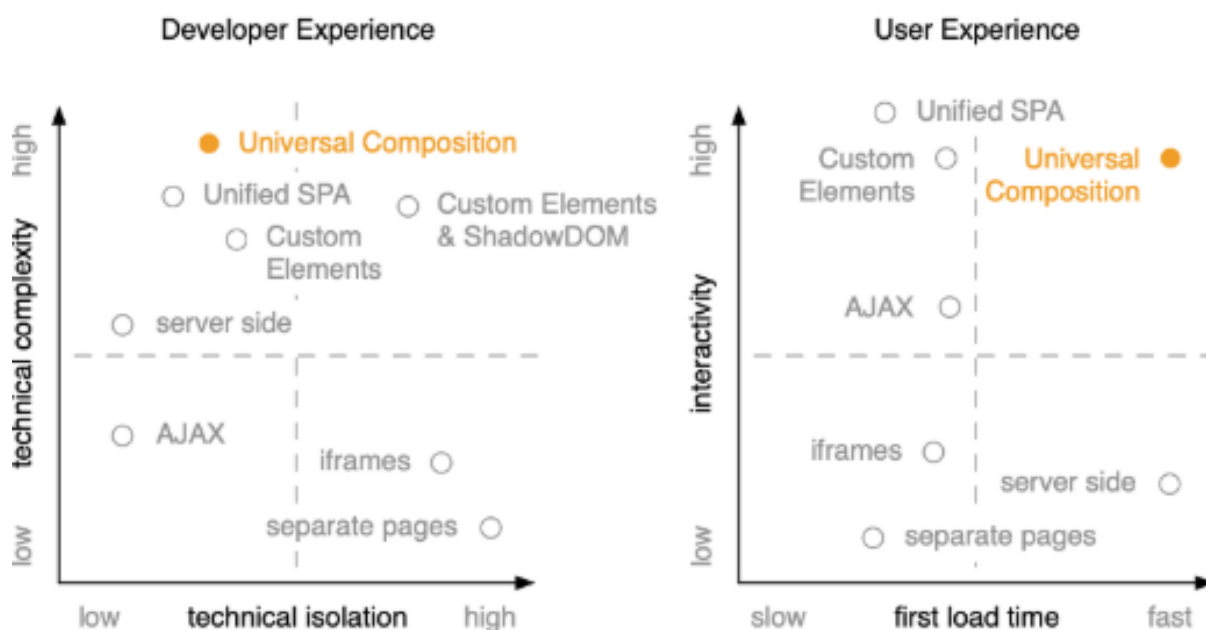 Developer Experience
high
technical complexity
low
Universal Composition
Unified SPA
Custom Elements
& ShadowDOM
Custom
Elements
server side
AJAX
iframes
separate pages
low
technical isolation
high
User Experience
high
interactivity
low
Unified SPA
Custom
Elements
Universal
Composition
AJAX
iframes
server side
separate pages
slow
first load time
fast